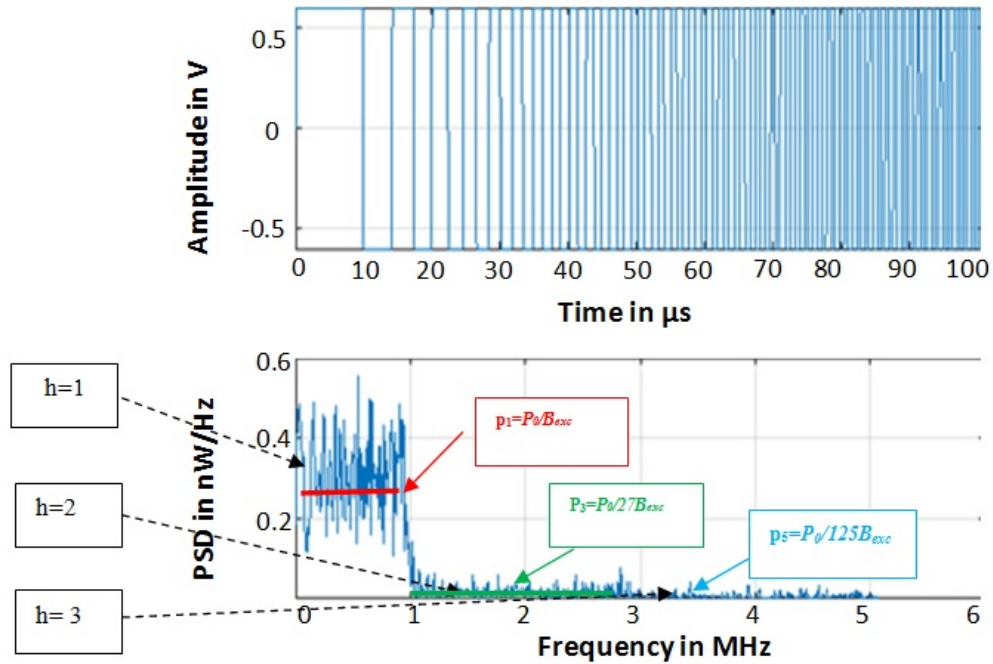 Amplitude in V
0.5
0
-0.5
0 10 20 30 40 50 60 70 80 90 100
Time in µs
PSD in nW/Hz
0.6
0.4
0.2
h=1
h=2
h= 3
p₁=P₀/Bₑₓc
P₃=P₀/27Bₑₓc
p₅=P₀/125Bₑₓc
0 1 2 3 4 5 6
Frequency in MHz